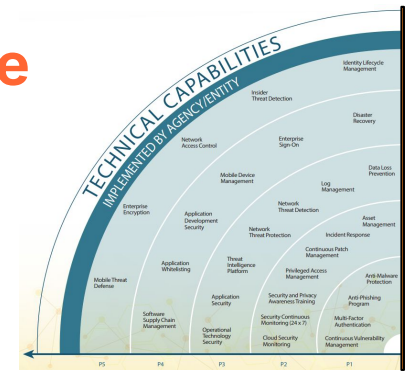 e
TECHNICAL CAPABILITIES
IMPLEMENTED BY AGENCY/ENTITY
Identity Lifecycle
Management
Insider
Threat Detection
Disaster
Recovery
Network
Access Control
Enterprise
Sign-On
Data Loss
Prevention
Mobile Device
Management
Log
Management
Enterprise
Encryption
Application
Development
Security
Network
Threat Detection
Asset
Management
Network
Threat Protection
Incident Response
Continuous Patch
Management
Application
Whitelisting
Threat
Intelligence
Platform
Privileged Access
Management
Anti-Malware
Protection
Mobile Threat
Defense
Application
Security
Security and Privacy
Awareness Training
Anti-Phishing
Program
Software
Supply Chain
Management
Operational
Technology
Security
Security Continuous
Monitoring (24 x 7)
Multi-Factor
Authentication
Cloud Security
Monitoring
Continuous Vulnerability
Management
P5
P4
P3
P2
P1